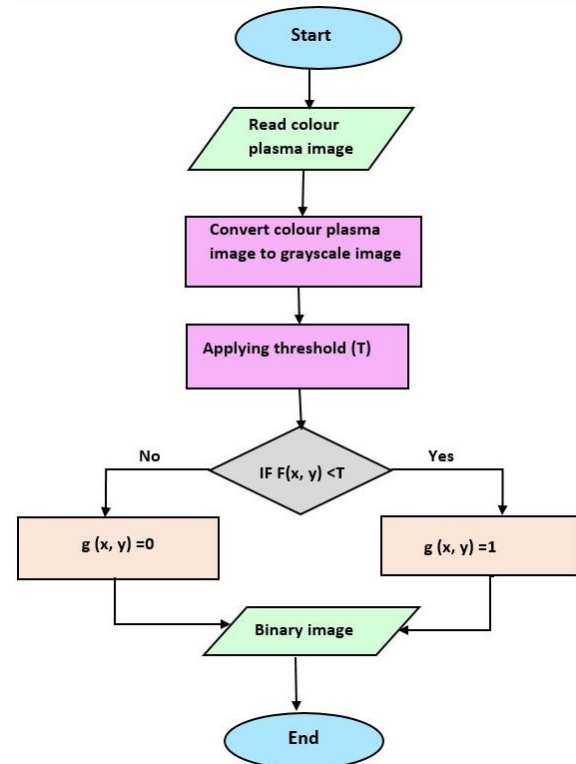 Start
Read colour
plasma image
Convert colour plasma
image to grayscale image
Applying threshold (T)
IF F(x, y) <T
No
Yes
g (x, y) =0
g (x, y) =1
Binary image
End